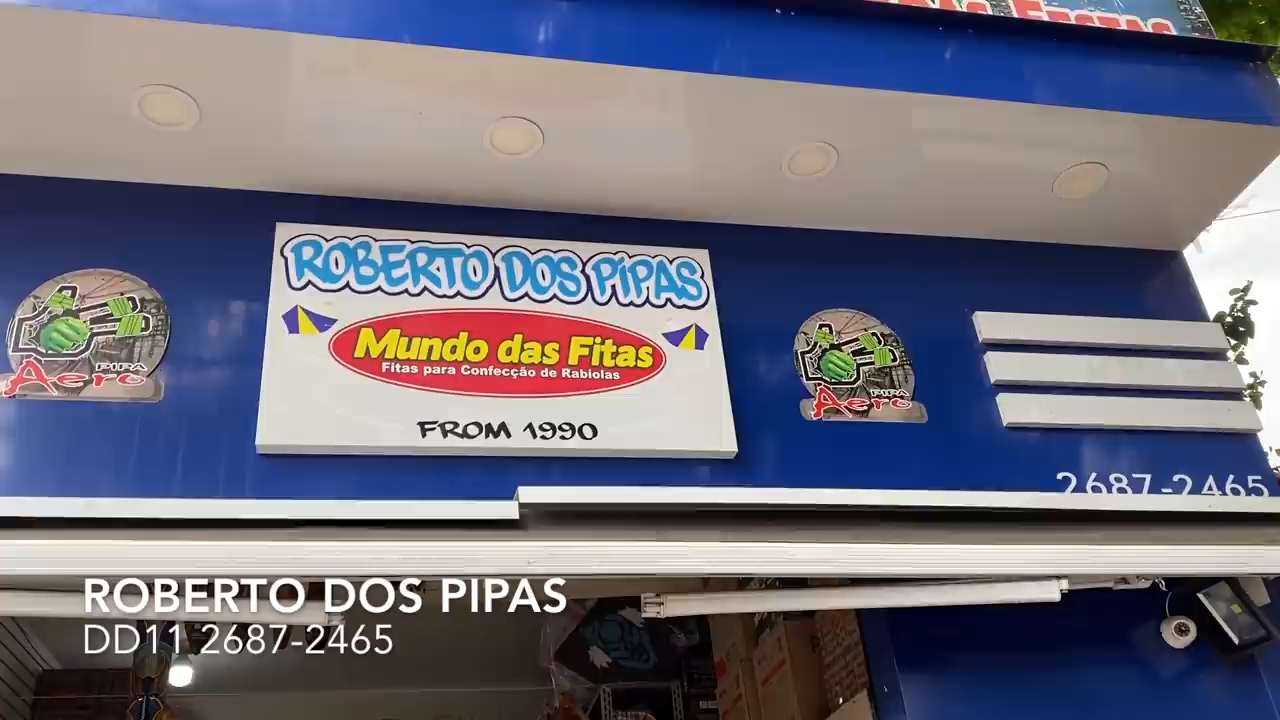 Festas
ROBERTO DOS PIPAS
Mundo das Fitas
Fitas para Confecção de Rabiolas
FROM 1990
PIPA
Aero
PIPA
Aero
2687-2465
ROBERTO DOS PIPAS
DD11 2687-2465